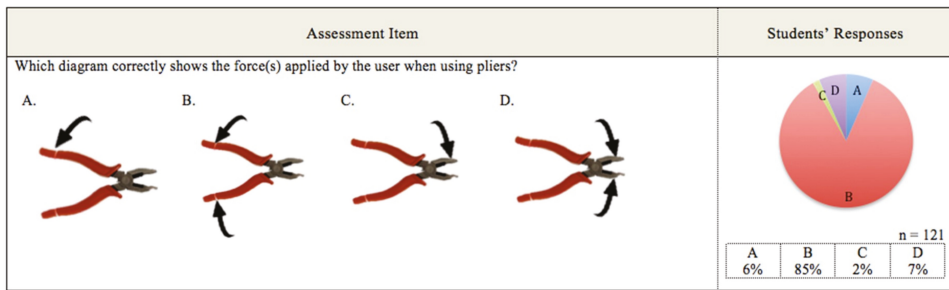 Assessment Item
Students' Responses
Which diagram correctly shows the force(s) applied by the user when using pliers?
A. B. C. D.
C D A
B
n = 121
A B C D
6% 85% 2% 7%